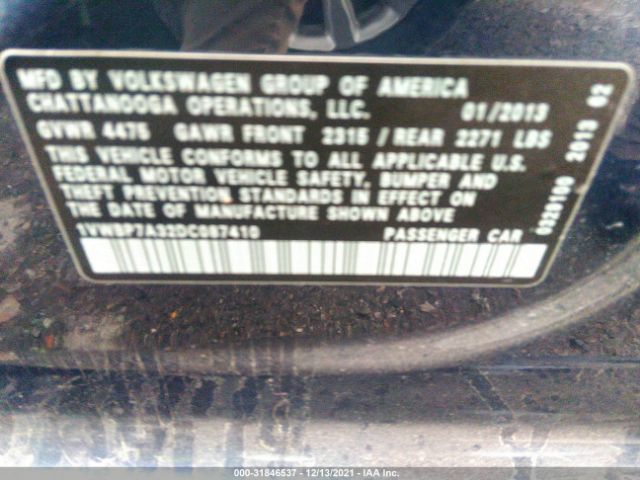 MFD BY VOLKSWAGEN GROUP OF AMERICA
CHATTANOOGA OPERATIONS, LLC. 01/2013
GVWR 4475 GAWR FRONT 2315 / REAR 2271 LBS
THIS VEHICLE CONFORMS TO ALL APPLICABLE U.S.
FEDERAL MOTOR VEHICLE SAFETY, BUMPER AND
THEFT PREVENTION STANDARDS IN EFFECT ON
THE DATE OF MANUFACTURE SHOWN ABOVE
1VWBP7A32DC087410 PASSENGER CAR
2013 02
000-31846537 - 12/13/2021 - IAA Inc.